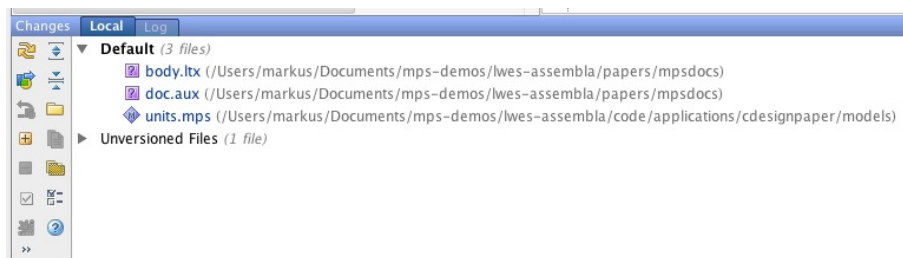 Changes Local Log
Default (3 files)
body.ltx (/Users/markus/Documents/mps-demos/lwes-assembla/papers/mpsdocs)
doc.aux (/Users/markus/Documents/mps-demos/lwes-assembla/papers/mpsdocs)
units.mps (/Users/markus/Documents/mps-demos/lwes-assembla/code/applications/cdesignpaper/models)
Unversioned Files (1 file)